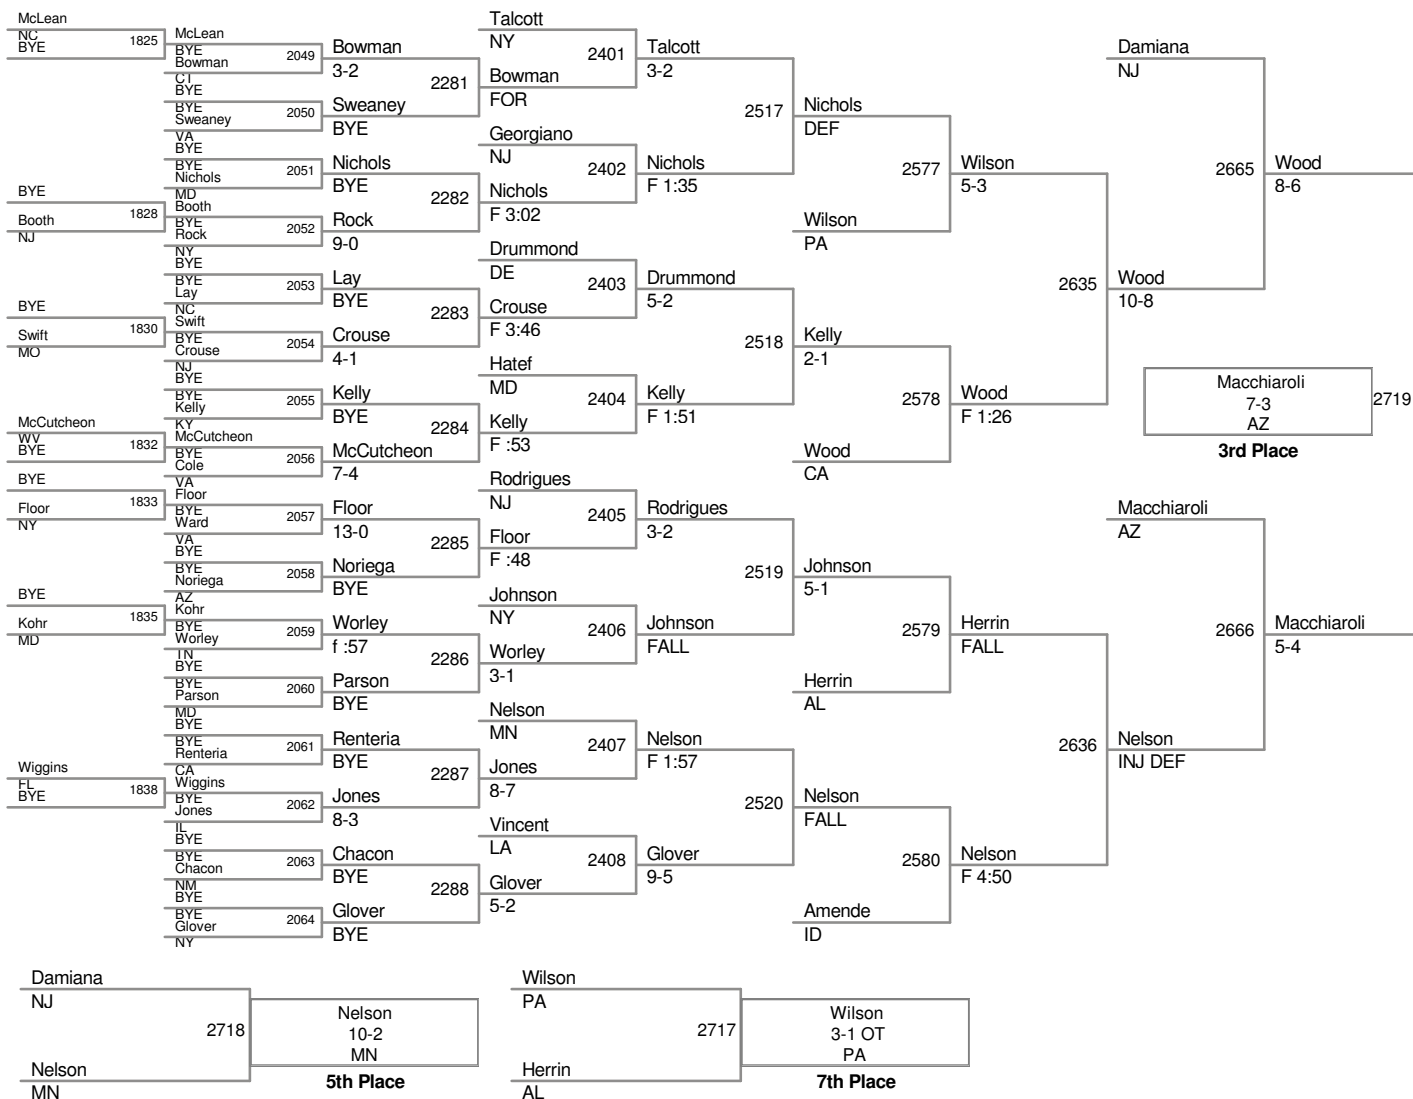 McLean
NC
BYE
1825
BYE
1828
Booth
NJ
BYE
1830
Swift
MO
McCutcheon
WV
BYE
1832
BYE
1833
Floor
NY
BYE
1835
Kohr
MD
Wiggins
FL
BYE
1838
McLean
BYE
Bowman
2049
CT
BYE
BYE
Sweaney
2050
VA
BYE
BYE
Nichols
2051
MD
Booth
BYE
Rock
2052
NY
BYE
BYE
Lay
2053
NC
Swift
BYE
Crouse
2054
NJ
BYE
BYE
Kelly
2055
KY
McCutcheon
BYE
Cole
2056
VA
Floor
BYE
Ward
2057
VA
BYE
BYE
Noriega
2058
AZ
Kohr
BYE
Worley
2059
TN
BYE
BYE
Parson
2060
MD
BYE
BYE
Renteria
2061
CA
Wiggins
BYE
Jones
2062
IL
BYE
BYE
Chacon
2063
NM
BYE
BYE
Glover
2064
NY
Bowman
3-2
2281
Sweaney
BYE
Nichols
BYE
2282
Rock
9-0
Lay
BYE
2283
Crouse
4-1
Kelly
BYE
2284
McCutcheon
7-4
Floor
13-0
2285
Noriega
BYE
Worley
f :57
2286
Parson
BYE
Renteria
BYE
2287
Jones
8-3
Chacon
BYE
2288
Glover
BYE
Talcott
NY
2401
Bowman
FOR
Georgiano
NJ
2402
Nichols
F 3:02
Drummond
DE
2403
Crouse
F 3:46
Hatef
MD
2404
Kelly
F :53
Rodrigues
NJ
2405
Floor
F :48
Johnson
NY
2406
Worley
3-1
Nelson
MN
2407
Jones
8-7
Vincent
LA
2408
Glover
5-2
Talcott
3-2
2517
Nichols
F 1:35
Drummond
5-2
2518
Kelly
F 1:51
Rodrigues
3-2
2519
Johnson
FALL
Nelson
F 1:57
2520
Glover
9-5
Nichols
DEF
2577
Wilson
PA
Kelly
2-1
2578
Wood
CA
Johnson
5-1
2579
Herrin
AL
Nelson
FALL
2580
Amende
ID
Wilson
5-3
2635
Wood
F 1:26
Herrin
FALL
2636
Nelson
F 4:50
Damiana
NJ
2665
Wood
10-8
Macchiaroli
AZ
2666
Nelson
INJ DEF
Wood
8-6
Macchiaroli
5-4
Macchiaroli
7-3
AZ
2719
3rd Place
Damiana
NJ
2718
Nelson
MN
Nelson
10-2
MN
5th Place
Wilson
PA
2717
Herrin
AL
Wilson
3-1 OT
PA
7th Place